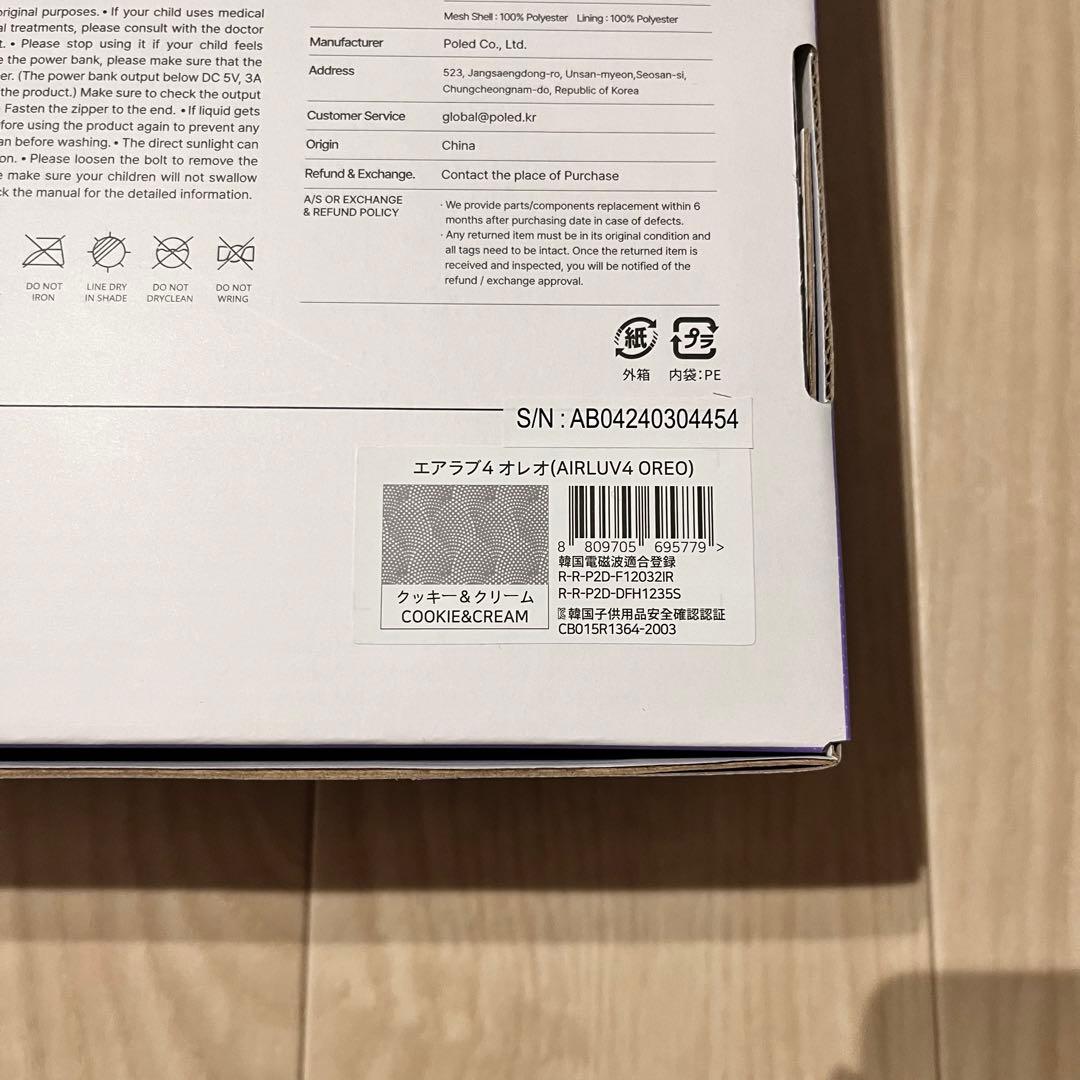 original purposes. • If your child uses medical
treatments, please consult with the doctor
• Please stop using it if your child feels
the power bank, please make sure that the
(The power bank output below DC 5V, 3A
the product.) Make sure to check the output
Fasten the zipper to the end. • If liquid gets
before using the product again to prevent any
before washing. • The direct sunlight can
• Please loosen the bolt to remove the
make sure your children will not swallow
the manual for the detailed information.
DO NOT
IRON
LINE DRY
IN SHADE
DO NOT
DRYCLEAN
DO NOT
WRING
Mesh Shell : 100% Polyester Lining : 100% Polyester
Manufacturer Poled Co., Ltd.
Address 523, Jangsaengdong-ro, Unsan-myeon,Seosan-si,
Chungcheongnam-do, Republic of Korea
Customer Service global@poled.kr
Origin China
Refund & Exchange. Contact the place of Purchase
A/S OR EXCHANGE
& REFUND POLICY
· We provide parts/components replacement within 6
months after purchasing date in case of defects.
· Any returned item must be in its original condition and
all tags need to be intact. Once the returned item is
received and inspected, you will be notified of the
refund / exchange approval.
紙 プラ
外箱 内袋:PE
S/N : AB04240304454
エアラブ4 オレオ(AIRLUV4 OREO)
8 809705 695779 >
韓国電磁波適合登録
R-R-P2D-F12032IR
R-R-P2D-DFH1235S
韓国子供用品安全確認認証
CB015R1364-2003
クッキー＆クリーム
COOKIE&CREAM